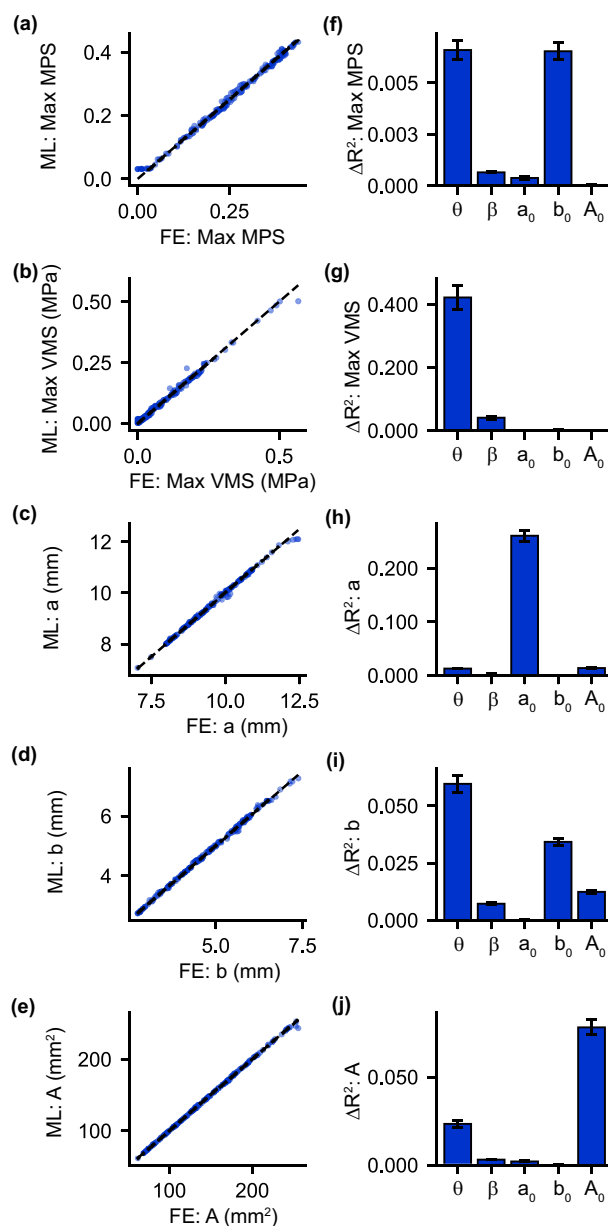 (a)
ML: Max MPS
0.4
0.2
0.0
0.00
0.25
FE: Max MPS
(f)
ΔR²: Max MPS
0.005
0.003
0.000
θ
β
a₀
b₀
A₀
(b)
ML: Max VMS (MPa)
0.50
0.25
0.00
0.0
0.5
FE: Max VMS (MPa)
(g)
ΔR²: Max VMS
0.400
0.200
0.000
θ
β
a₀
b₀
A₀
(c)
ML: a (mm)
12
10
8
7.5
10.0
12.5
FE: a (mm)
(h)
ΔR²: a
0.200
0.100
0.000
θ
β
a₀
b₀
A₀
(d)
ML: b (mm)
6
4
5.0
7.5
FE: b (mm)
(i)
ΔR²: b
0.050
0.025
0.000
θ
β
a₀
b₀
A₀
(e)
ML: A (mm²)
200
100
100
200
FE: A (mm²)
(j)
ΔR²: A
0.050
0.000
θ
β
a₀
b₀
A₀